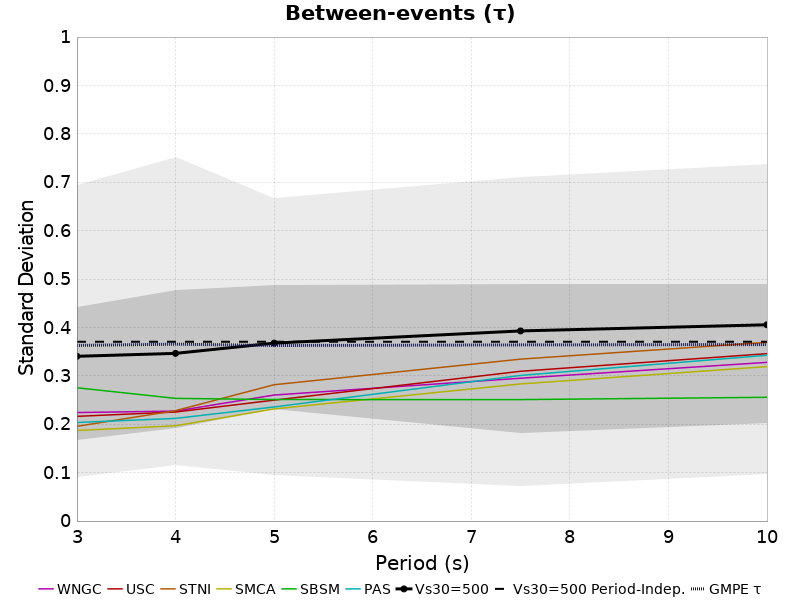 Between-events (τ)
Standard Deviation
1
0.9
0.8
0.7
0.6
0.5
0.4
0.3
0.2
0.1
0
3 4 5 6 7 8 9 10
Period (s)
WNGC USC STNI SMCA SBSM PAS Vs30=500 Vs30=500 Period-Indep. GMPE τ